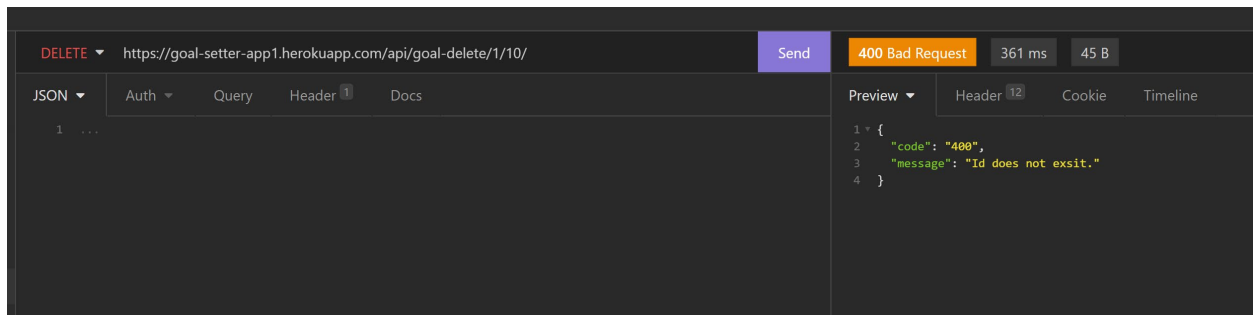 DELETE https://goal-setter-app1.herokuapp.com/api/goal-delete/1/10/ Send 400 Bad Request 361 ms 45 B
JSON Auth Query Header 1 Docs Preview Header 12 Cookie Timeline
1 ...
1 {
2 "code": "400",
3 "message": "Id does not exsit."
4 }